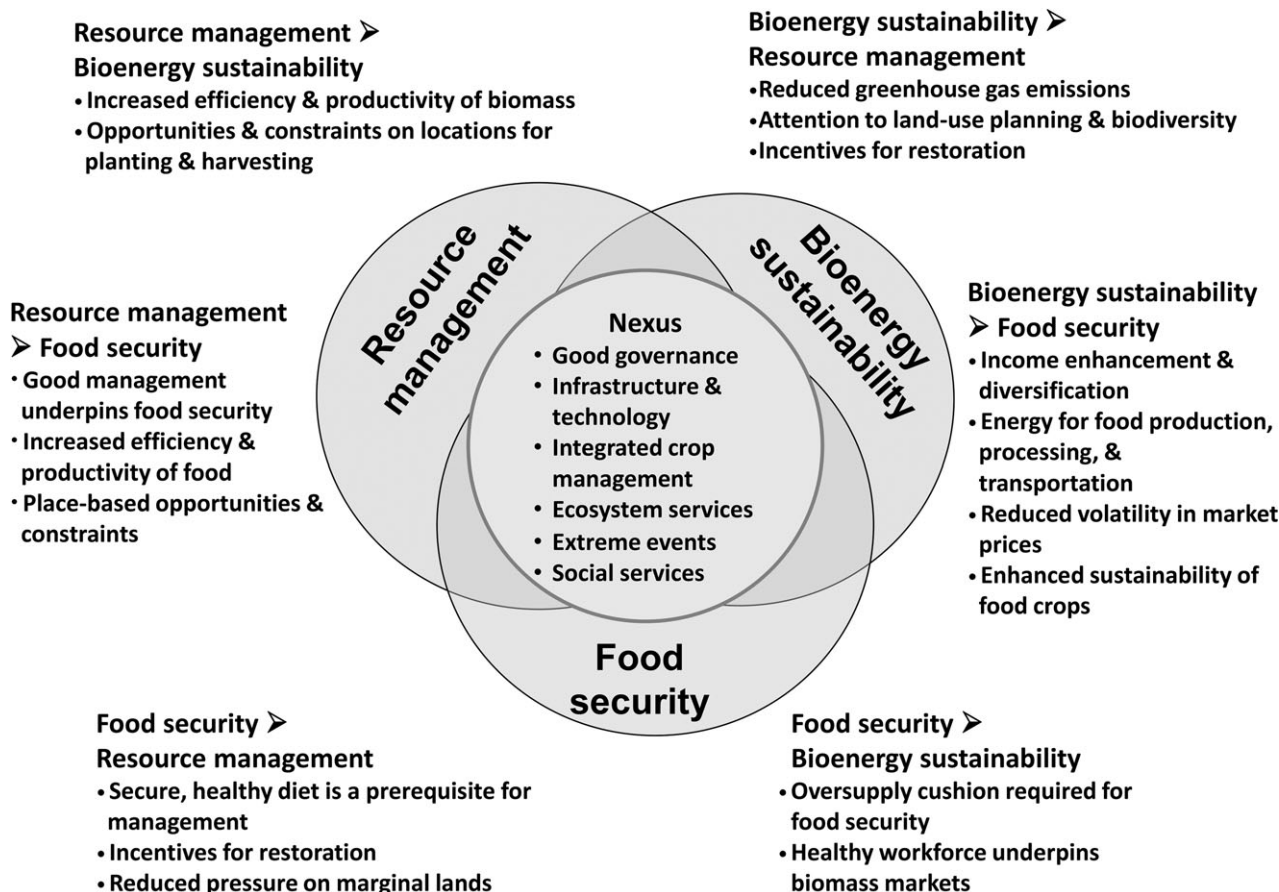 Resource management ➢
Bioenergy sustainability
• Increased efficiency & productivity of biomass
• Opportunities & constraints on locations for
planting & harvesting
Bioenergy sustainability ➢
Resource management
•Reduced greenhouse gas emissions
•Attention to land-use planning & biodiversity
•Incentives for restoration
Resource
management
Bioenergy
sustainability
Resource management
➢ Food security
• Good management
underpins food security
• Increased efficiency &
productivity of food
• Place-based opportunities &
constraints
Nexus
• Good governance
• Infrastructure &
technology
• Integrated crop
management
• Ecosystem services
• Extreme events
• Social services
Bioenergy sustainability
➢ Food security
• Income enhancement &
diversification
• Energy for food production,
processing, &
transportation
• Reduced volatility in market
prices
• Enhanced sustainability of
food crops
Food
security
Food security ➢
Resource management
• Secure, healthy diet is a prerequisite for
management
• Incentives for restoration
• Reduced pressure on marginal lands
Food security ➢
Bioenergy sustainability
• Oversupply cushion required for
food security
• Healthy workforce underpins
biomass markets